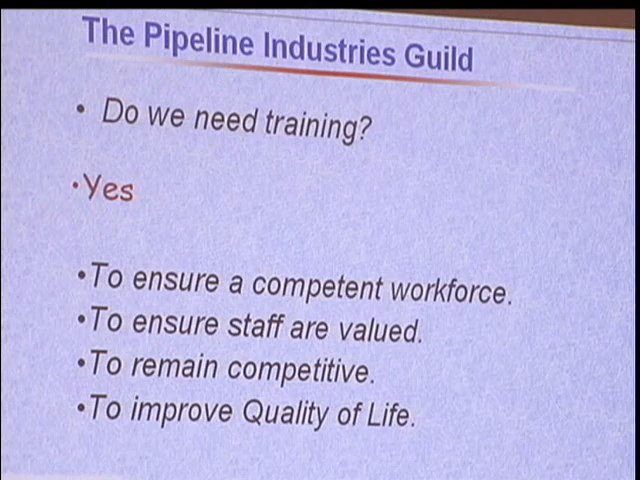 The Pipeline Industries Guild
• Do we need training?
•Yes
•To ensure a competent workforce.
•To ensure staff are valued.
•To remain competitive.
•To improve Quality of Life.